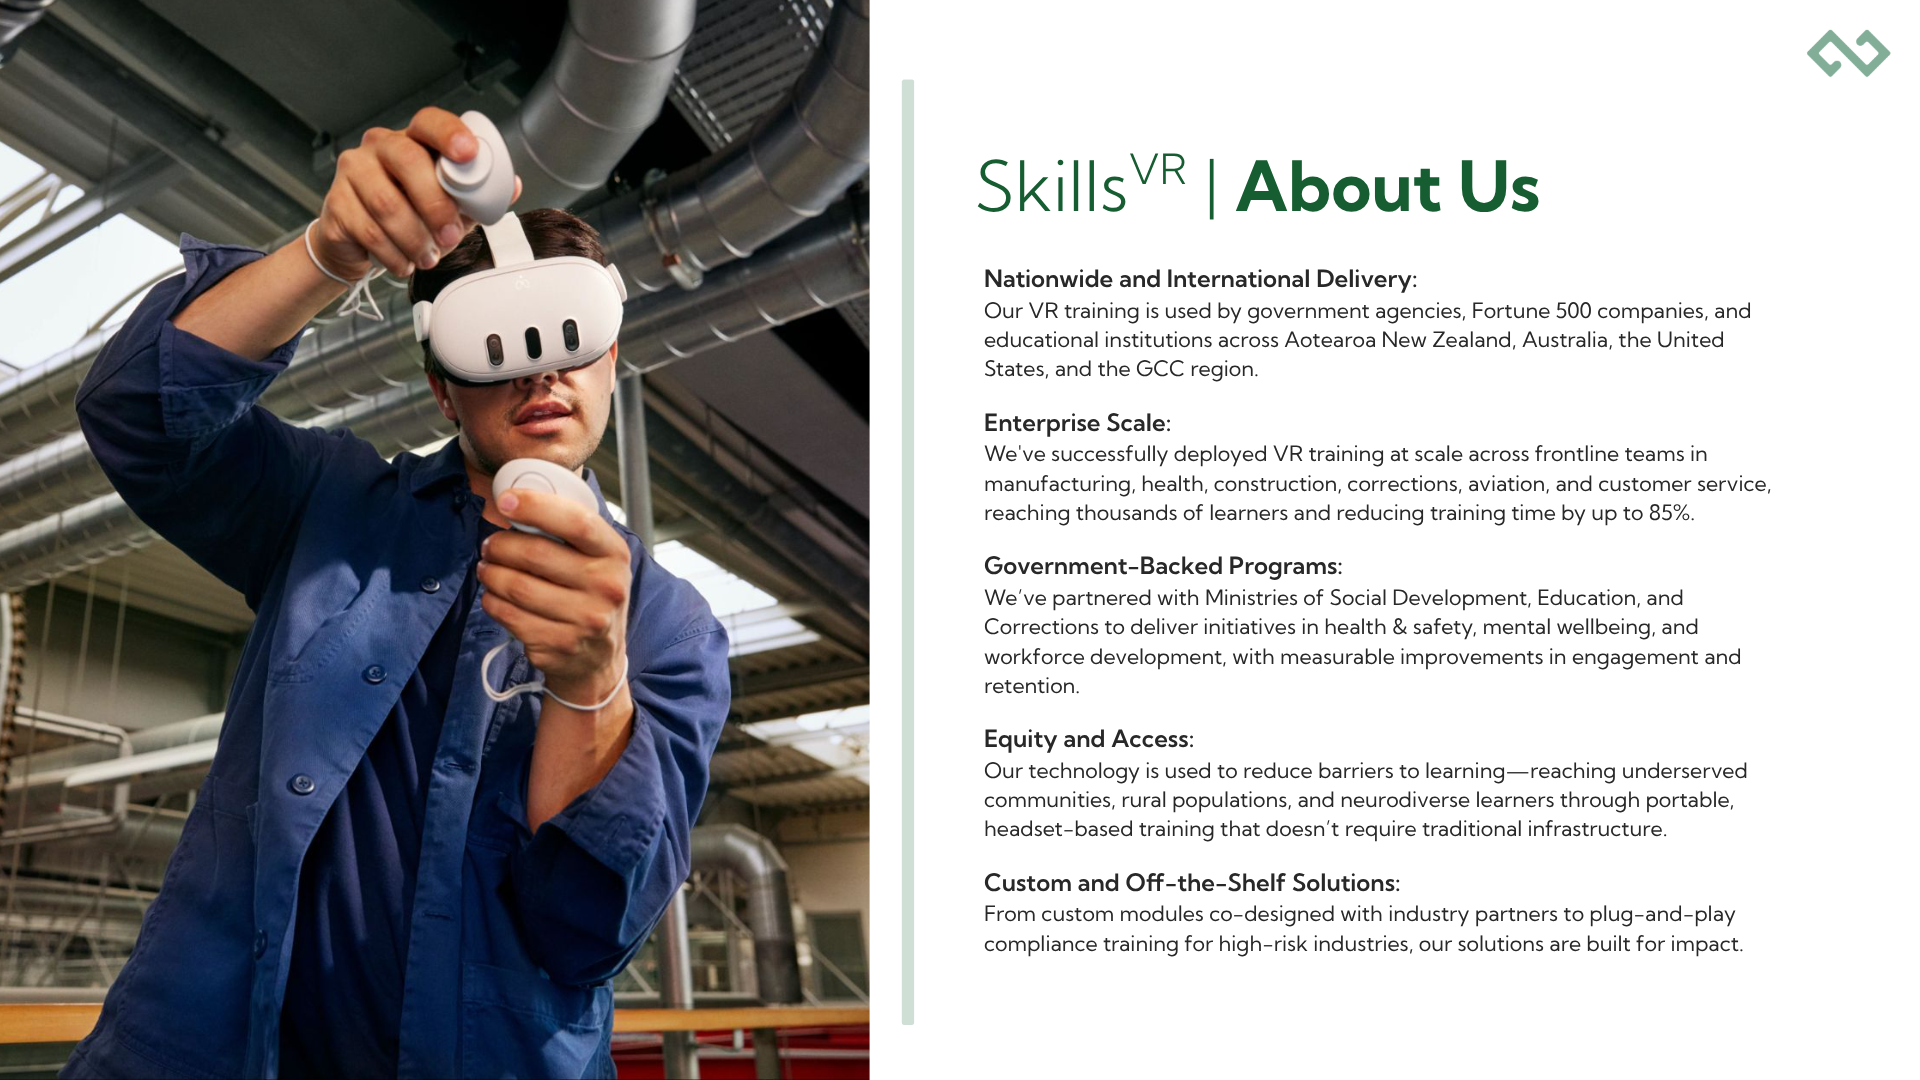 SkillsVR | About Us
Nationwide and International Delivery:
Our VR training is used by government agencies, Fortune 500 companies, and
educational institutions across Aotearoa New Zealand, Australia, the United
States, and the GCC region.
Enterprise Scale:
We've successfully deployed VR training at scale across frontline teams in
manufacturing, health, construction, corrections, aviation, and customer service,
reaching thousands of learners and reducing training time by up to 85%.
Government-Backed Programs:
We’ve partnered with Ministries of Social Development, Education, and
Corrections to deliver initiatives in health & safety, mental wellbeing, and
workforce development, with measurable improvements in engagement and
retention.
Equity and Access:
Our technology is used to reduce barriers to learning—reaching underserved
communities, rural populations, and neurodiverse learners through portable,
headset-based training that doesn’t require traditional infrastructure.
Custom and Off-the-Shelf Solutions:
From custom modules co-designed with industry partners to plug-and-play
compliance training for high-risk industries, our solutions are built for impact.